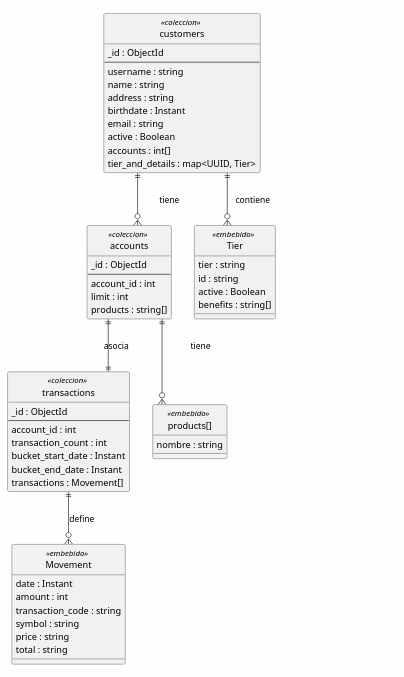 «coleccion»
customers
_id : ObjectId
username : string
name : string
address : string
birthdate : Instant
email : string
active : Boolean
accounts : int[]
tier_and_details : map<UUID, Tier>
tiene
contiene
«coleccion»
accounts
_id : ObjectId
account_id : int
limit : int
products : string[]
«embebido»
Tier
tier : string
id : string
active : Boolean
benefits : string[]
asocia
tiene
«coleccion»
transactions
_id : ObjectId
account_id : int
transaction_count : int
bucket_start_date : Instant
bucket_end_date : Instant
transactions : Movement[]
«embebido»
products[]
nombre : string
define
«embebido»
Movement
date : Instant
amount : int
transaction_code : string
symbol : string
price : string
total : string